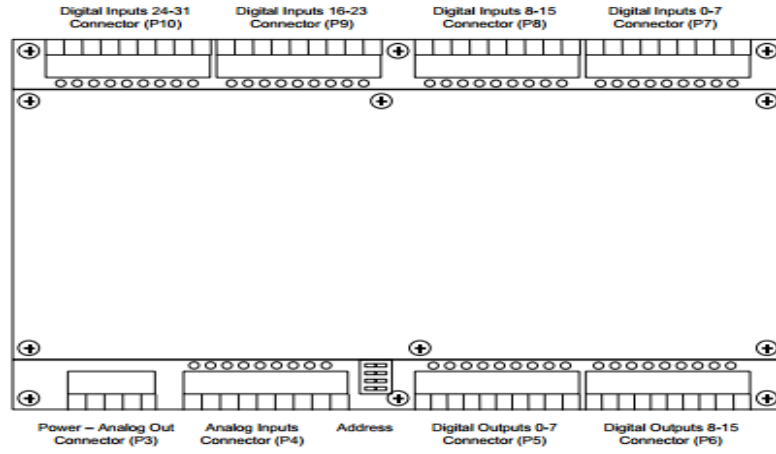 Digital Inputs 24-31
Connector (P10)
Digital Inputs 16-23
Connector (P9)
Digital Inputs 8-15
Connector (P8)
Digital Inputs 0-7
Connector (P7)
Power – Analog Out
Connector (P3)
Analog Inputs
Connector (P4)
Address
Digital Outputs 0-7
Connector (P5)
Digital Outputs 8-15
Connector (P6)